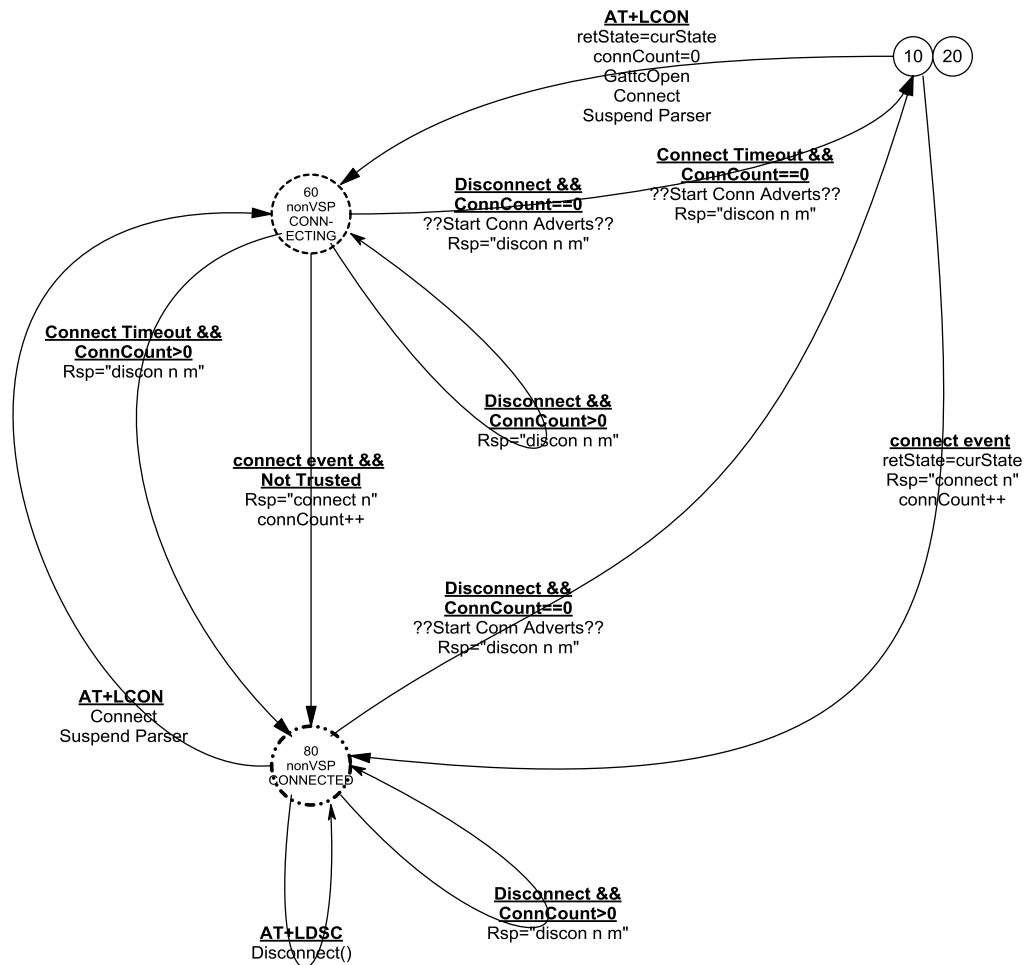 AT+LCON
retState=curState
connCount=0
GattcOpen
Connect
Suspend Parser
10
20
Connect Timeout &&
ConnCount==0
??Start Conn Adverts??
Rsp="discon n m"
Disconnect &&
ConnCount==0
??Start Conn Adverts??
Rsp="discon n m"
60
nonVSP
CONN-
ECTING
Connect Timeout &&
ConnCount>0
Rsp="discon n m"
Disconnect &&
ConnCount>0
Rsp="discon n m"
connect event &&
Not Trusted
Rsp="connect n"
connCount++
connect event
retState=curState
Rsp="connect n"
connCount++
Disconnect &&
ConnCount==0
??Start Conn Adverts??
Rsp="discon n m"
AT+LCON
Connect
Suspend Parser
80
nonVSP
CONNECTED
Disconnect &&
ConnCount>0
Rsp="discon n m"
AT+LDSC
Disconnect()